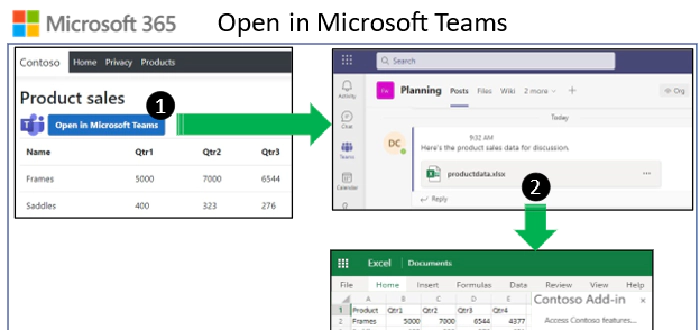 Microsoft 365 Open in Microsoft Teams
Contoso Home Privacy Products
Product sales
1
Open in Microsoft Teams
Name Qtr1 Qtr2 Qtr3
Frames 5000 7000 6544
Saddles 400 323 276
Search
Activity
Chat
Teams
Calendar
Planning Posts Files Wiki 2 more +
Org
Today
DC
9:32 AM
Here's the product sales data for discussion.
productdata.xlsx
...
Reply
2
Excel Documents
File Home Insert Formulas Data Review View Help
A B C D E
1 Product Qtr1 Qtr2 Qtr3 Qtr4
2 Frames 5000 7000 6544 4377
Contoso Add-in ×
Access Contoso features...